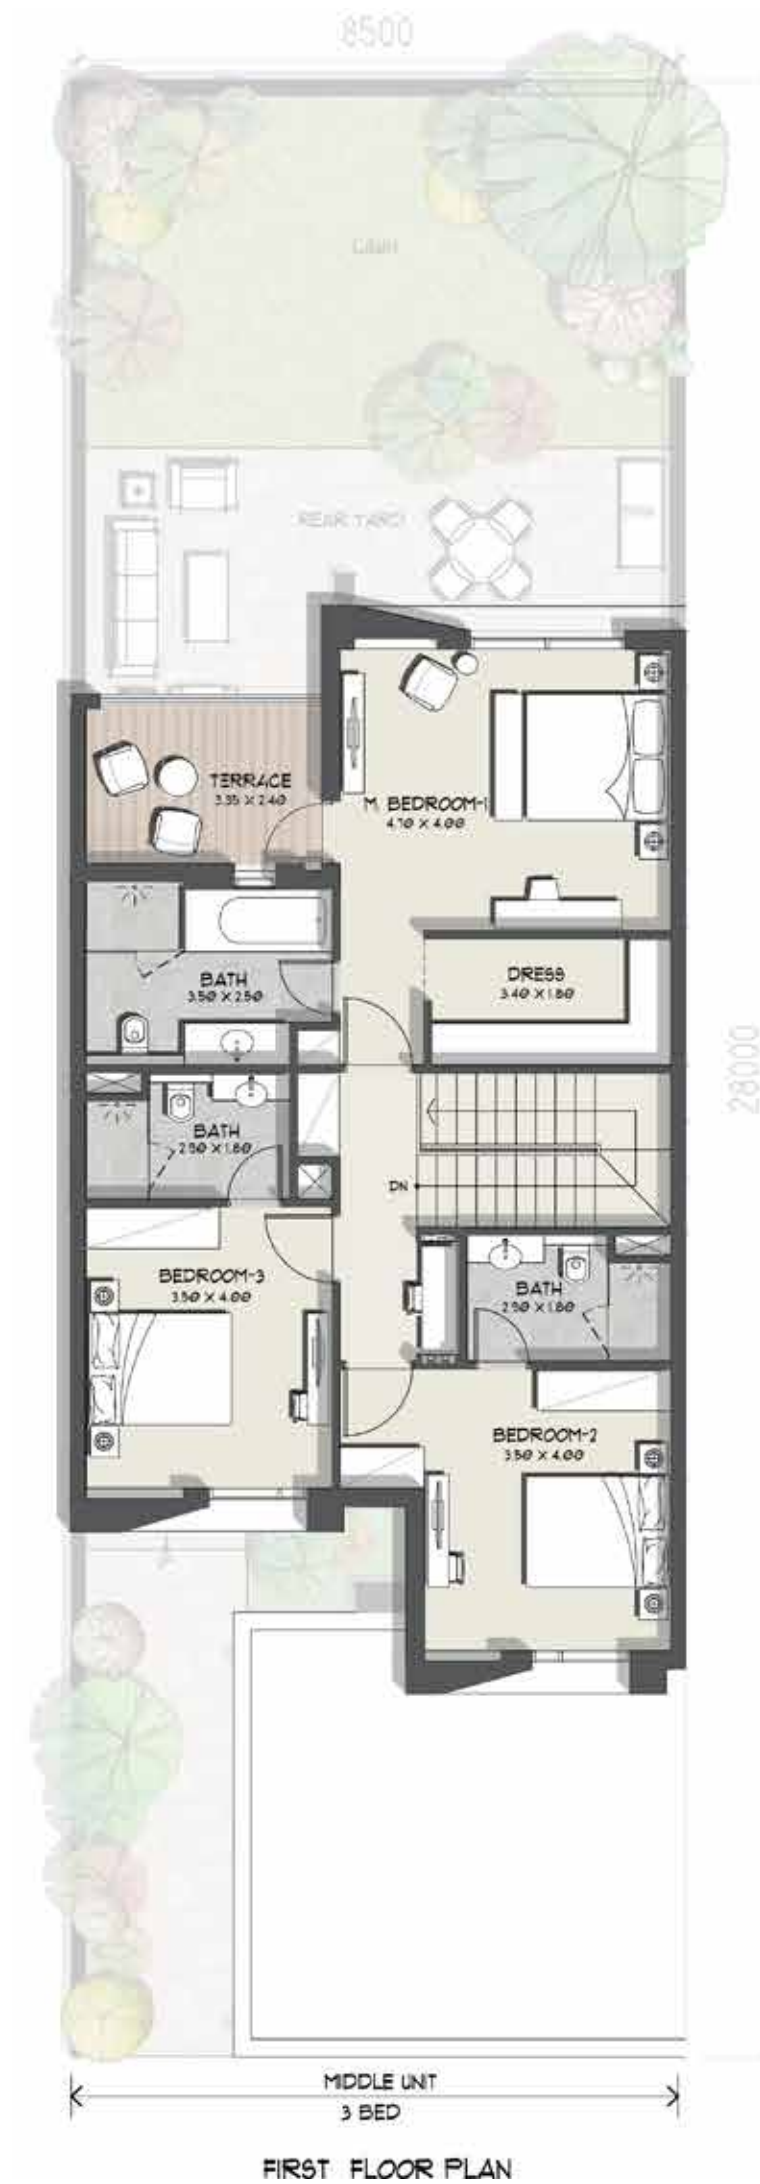 8500
LAWN
REAR YARD
TERRACE
3.35 X 2.40
M. BEDROOM-1
4.70 X 4.00
BATH
3.50 X 2.50
DRESS
3.40 X 1.80
28000
BATH
2.50 X 1.80
DN
BEDROOM-3
3.50 X 4.00
BATH
2.50 X 1.80
BEDROOM-2
3.50 X 4.00
MIDDLE UNIT
3 BED
FIRST FLOOR PLAN